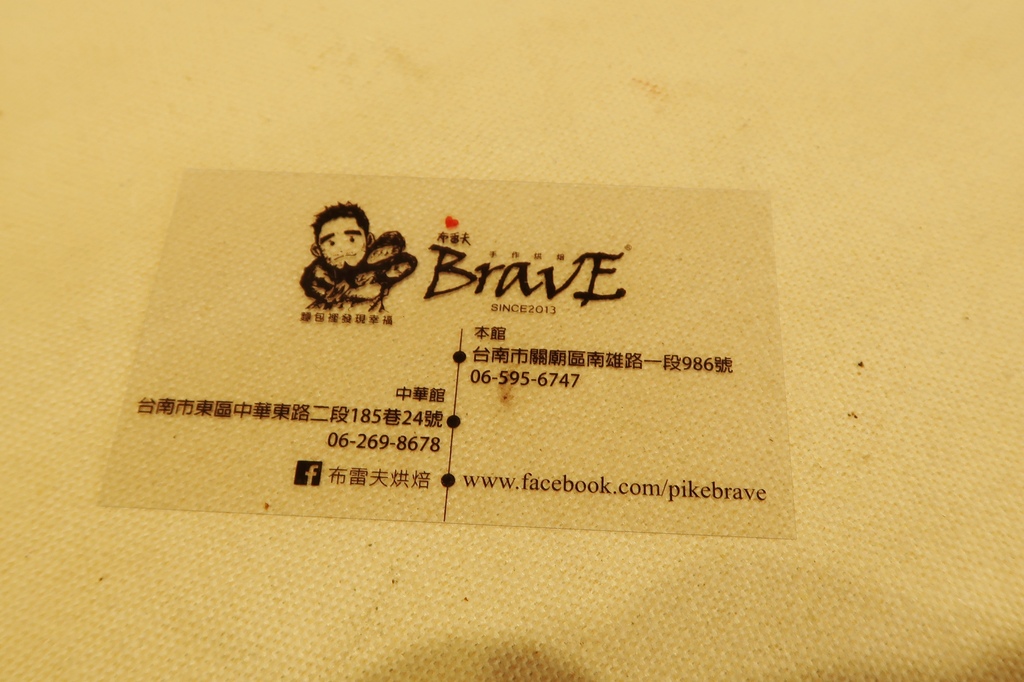 布雷夫
手作烘焙
BravE®
SINCE2013
麵包裡發現幸福
本館
台南市關廟區南雄路一段986號
06-595-6747
中華館
台南市東區中華東路二段185巷24號
06-269-8678
f 布雷夫烘焙
www.facebook.com/pikebrave